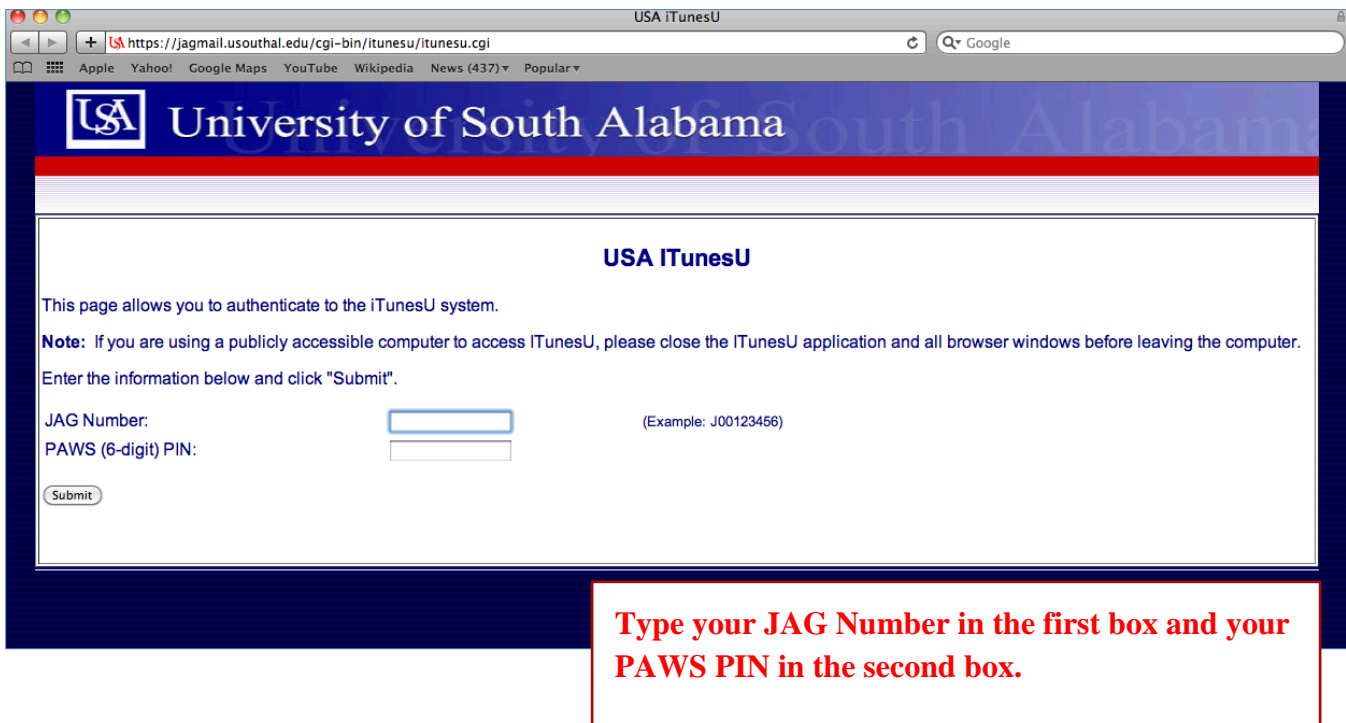 USA iTunesU
https://jagmail.usouthal.edu/cgi-bin/itunesu/itunesu.cgi
Google
Apple Yahoo! Google Maps YouTube Wikipedia News (437) Popular
USA University of South Alabama
University of South Alabama
USA ITunesU
This page allows you to authenticate to the iTunesU system.
Note: If you are using a publicly accessible computer to access ITunesU, please close the ITunesU application and all browser windows before leaving the computer.
Enter the information below and click "Submit".
JAG Number: (Example: J00123456)
PAWS (6-digit) PIN:
Submit
Type your JAG Number in the first box and your
PAWS PIN in the second box.